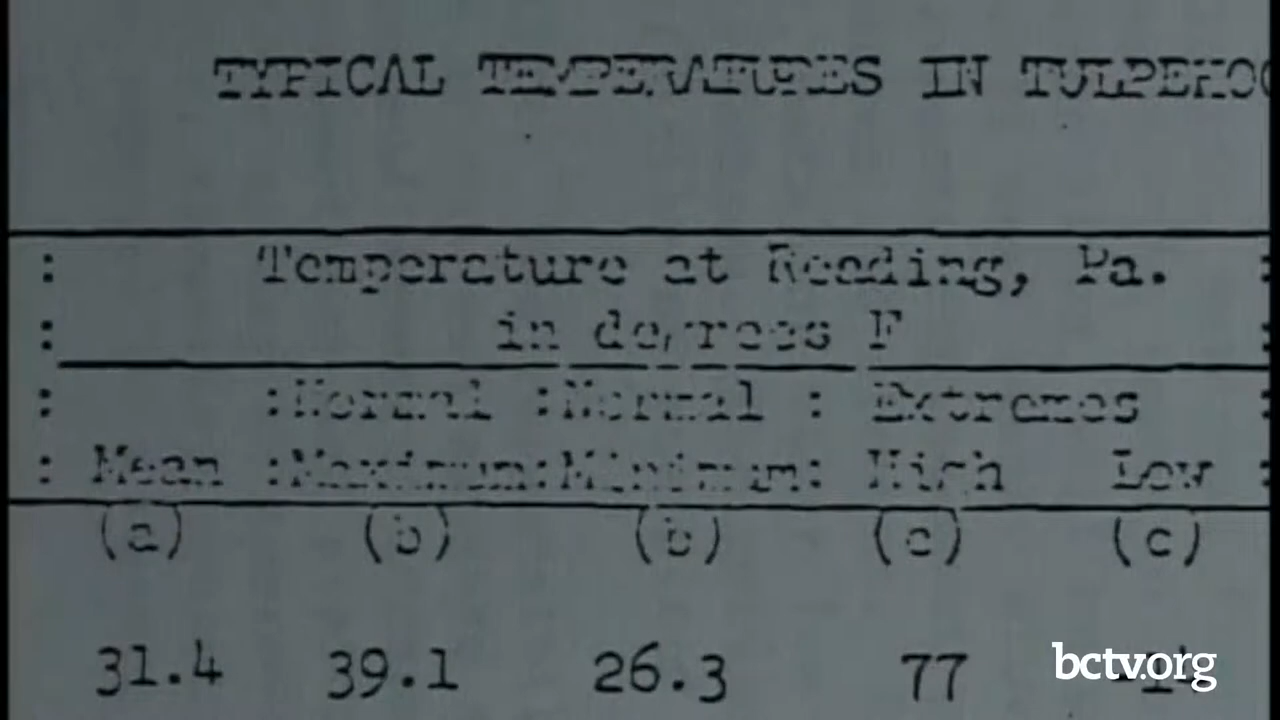 TYPICAL TEMPERATURES IN TULPEHOC
: Temperature at Reading, Pa. :
: in degrees F :
: :Normal :Normal : Extremes :
: Mean :Maximum:Minimum: High Low :
(a) (b) (b) (c) (c)
31.4 39.1 26.3 77
bctv.org